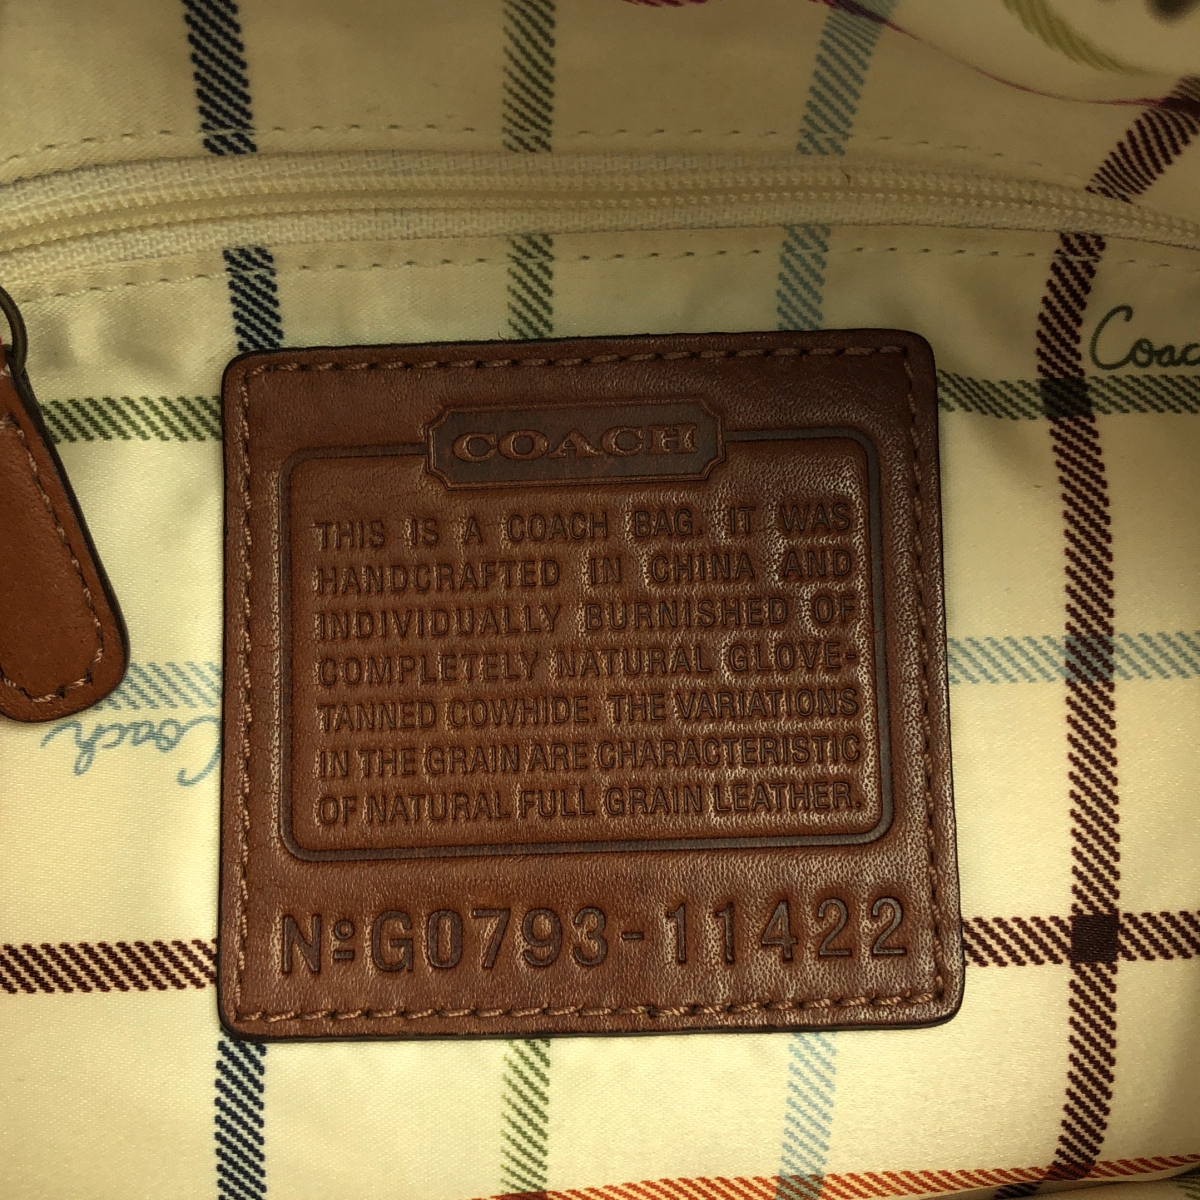 Coac
COACH
THIS IS A COACH BAG. IT WAS
HANDCRAFTED IN CHINA AND
INDIVIDUALLY BURNISHED OF
COMPLETELY NATURAL GLOVE-
TANNED COWHIDE. THE VARIATIONS
IN THE GRAIN ARE CHARACTERISTIC
OF NATURAL FULL GRAIN LEATHER.
Coach
Nº G0793-11422